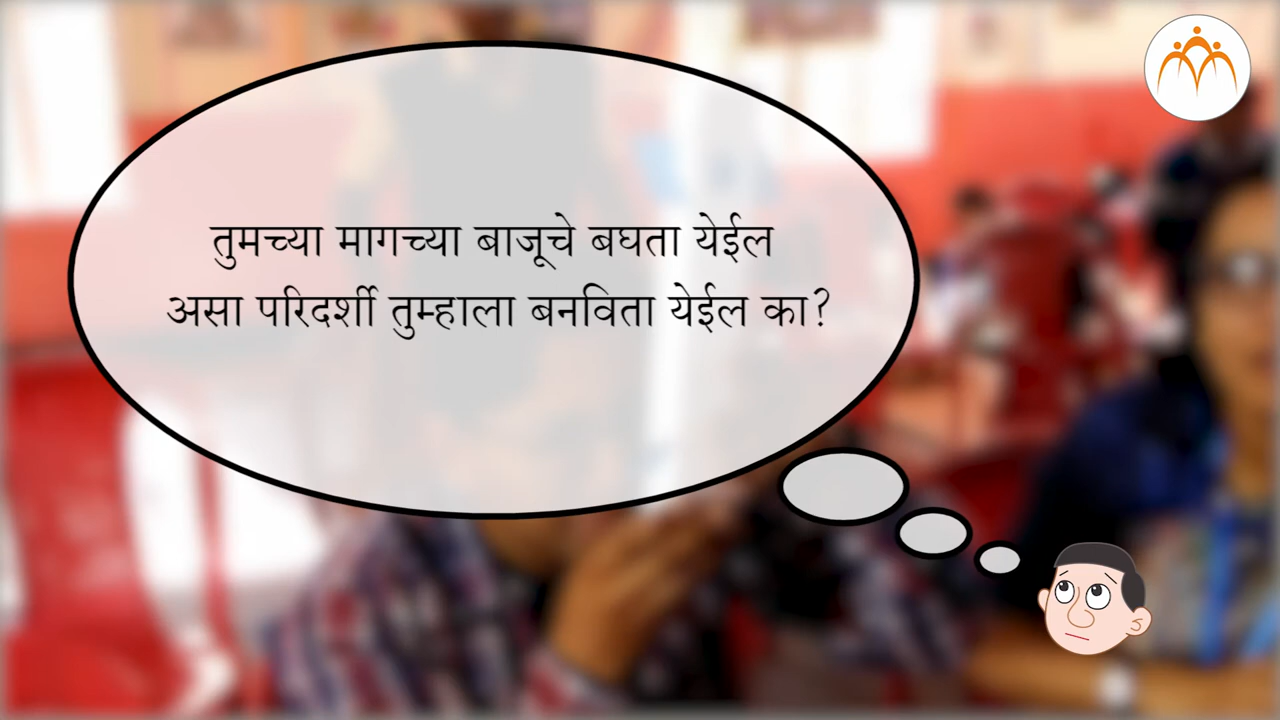 तुमच्या मागच्या बाजूचे बघता येईल
असा परिदर्शी तुम्हाला बनविता येईल का?